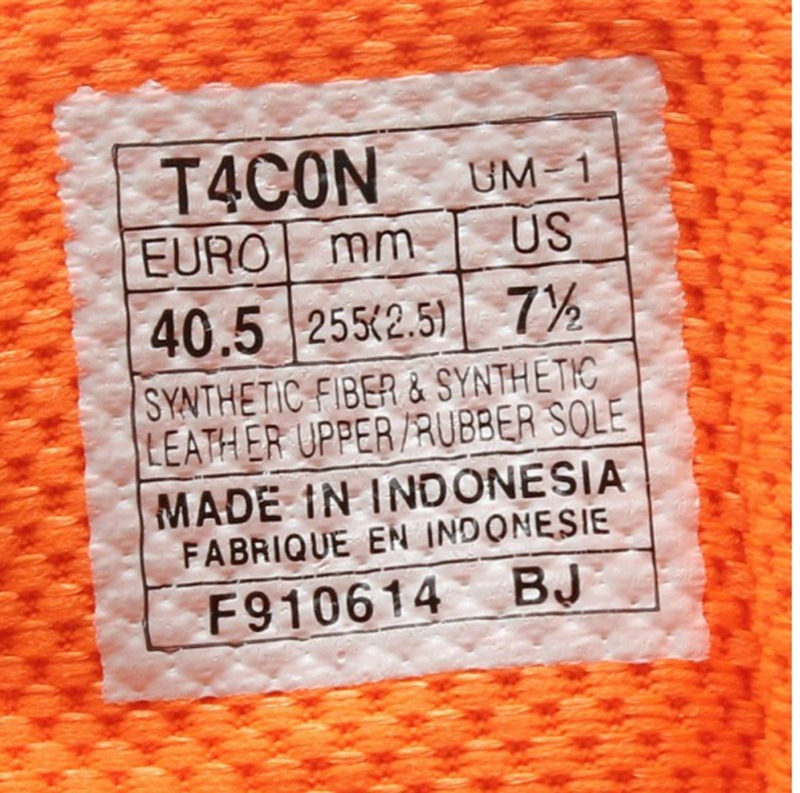 T4C0N UM-1
EURO mm US
40.5 255(2.5) 7½
SYNTHETIC FIBER & SYNTHETIC
LEATHER UPPER/RUBBER SOLE
MADE IN INDONESIA
FABRIQUE EN INDONESIE
F910614 BJ